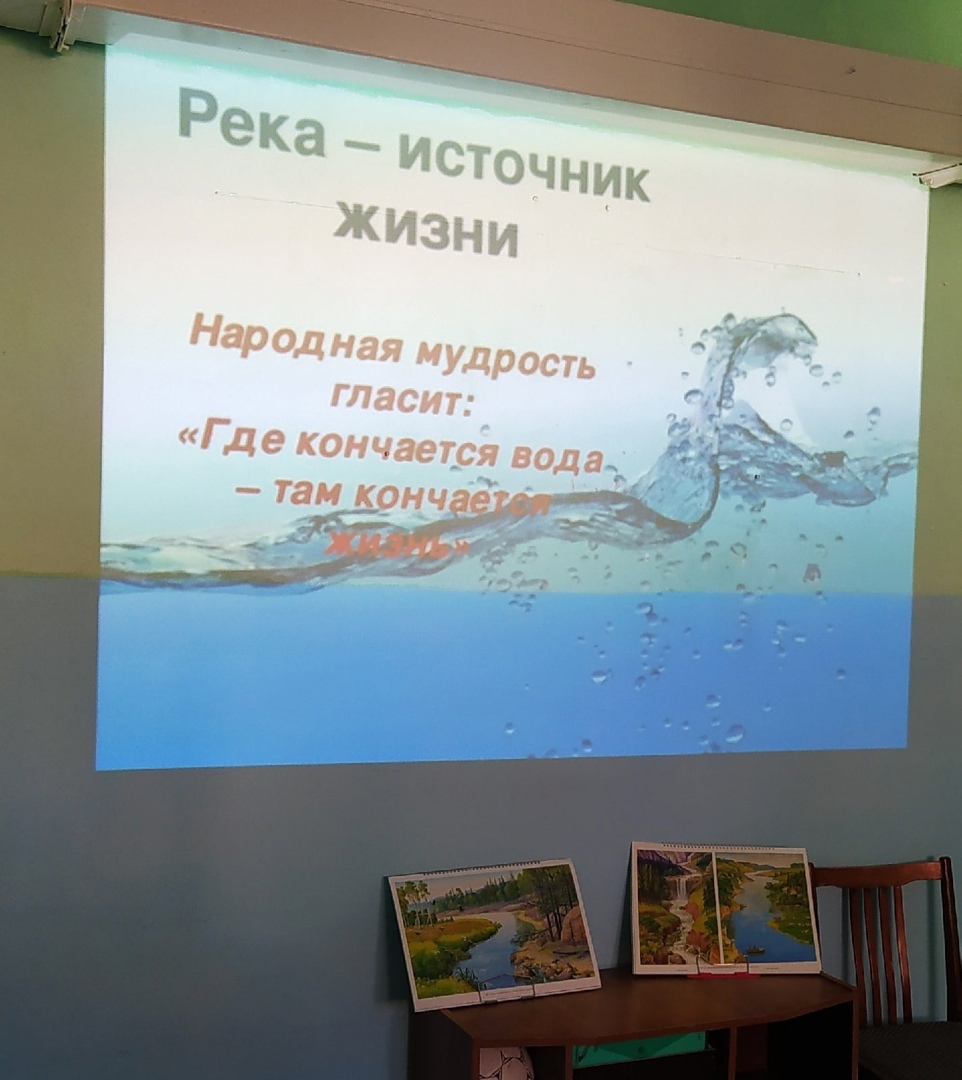 Река – источник
жизни
Народная мудрость
гласит:
«Где кончается вода
– там кончается
жизнь»